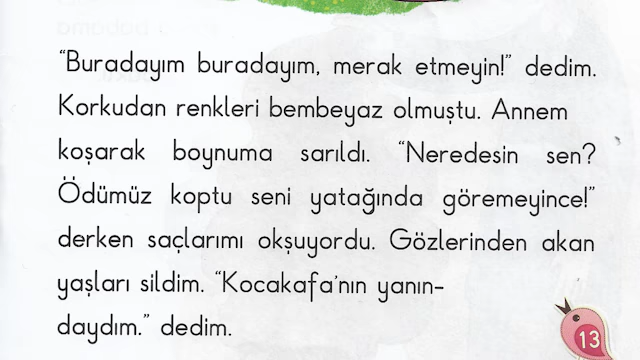 “Buradayım buradayım, merak etmeyin!” dedim.
Korkudan renkleri bembeyaz olmuştu. Annem
koşarak boynuma sarıldı. “Neredesin sen?
Ödümüz koptu seni yatağında göremeyince!”
derken saçlarımı okşuyordu. Gözlerinden akan
yaşları sildim. “Kocakafa’nın yanın-
daydım.” dedim.
13